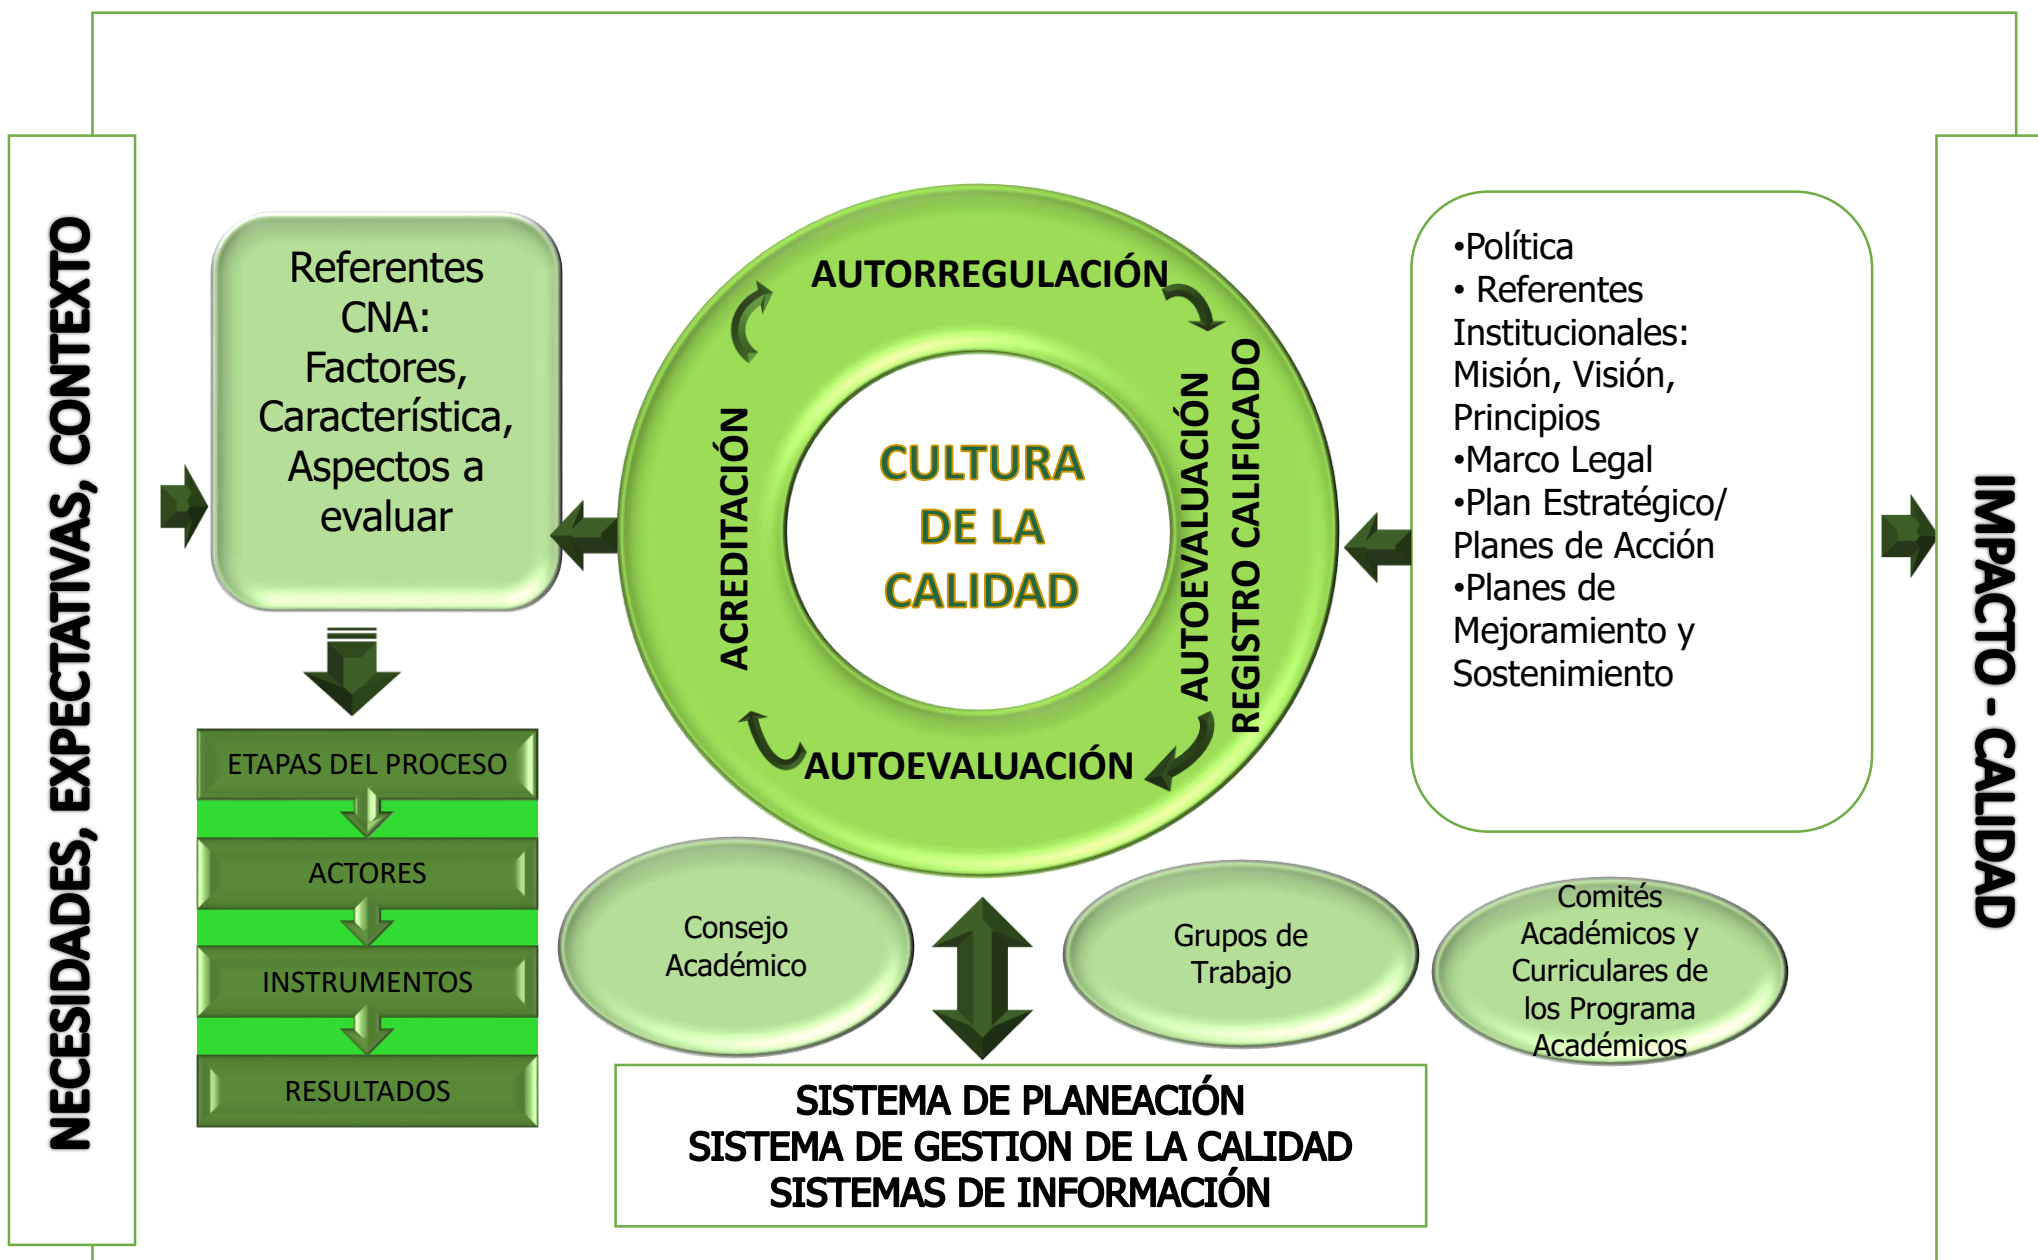 NECESIDADES, EXPECTATIVAS, CONTEXTO
Referentes
CNA:
Factores,
Característica,
Aspectos a
evaluar
ETAPAS DEL PROCESO
ACTORES
INSTRUMENTOS
RESULTADOS
AUTORREGULACIÓN
AUTOEVALUACIÓN
REGISTRO CALIFICADO
AUTOEVALUACIÓN
ACREDITACIÓN
CULTURA
DE LA
CALIDAD
•Política
• Referentes
Institucionales:
Misión, Visión,
Principios
•Marco Legal
•Plan Estratégico/
Planes de Acción
•Planes de
Mejoramiento y
Sostenimiento
Consejo
Académico
Grupos de
Trabajo
Comités
Académicos y
Curriculares de
los Programa
Académicos
SISTEMA DE PLANEACIÓN
SISTEMA DE GESTION DE LA CALIDAD
SISTEMAS DE INFORMACIÓN
IMPACTO - CALIDAD